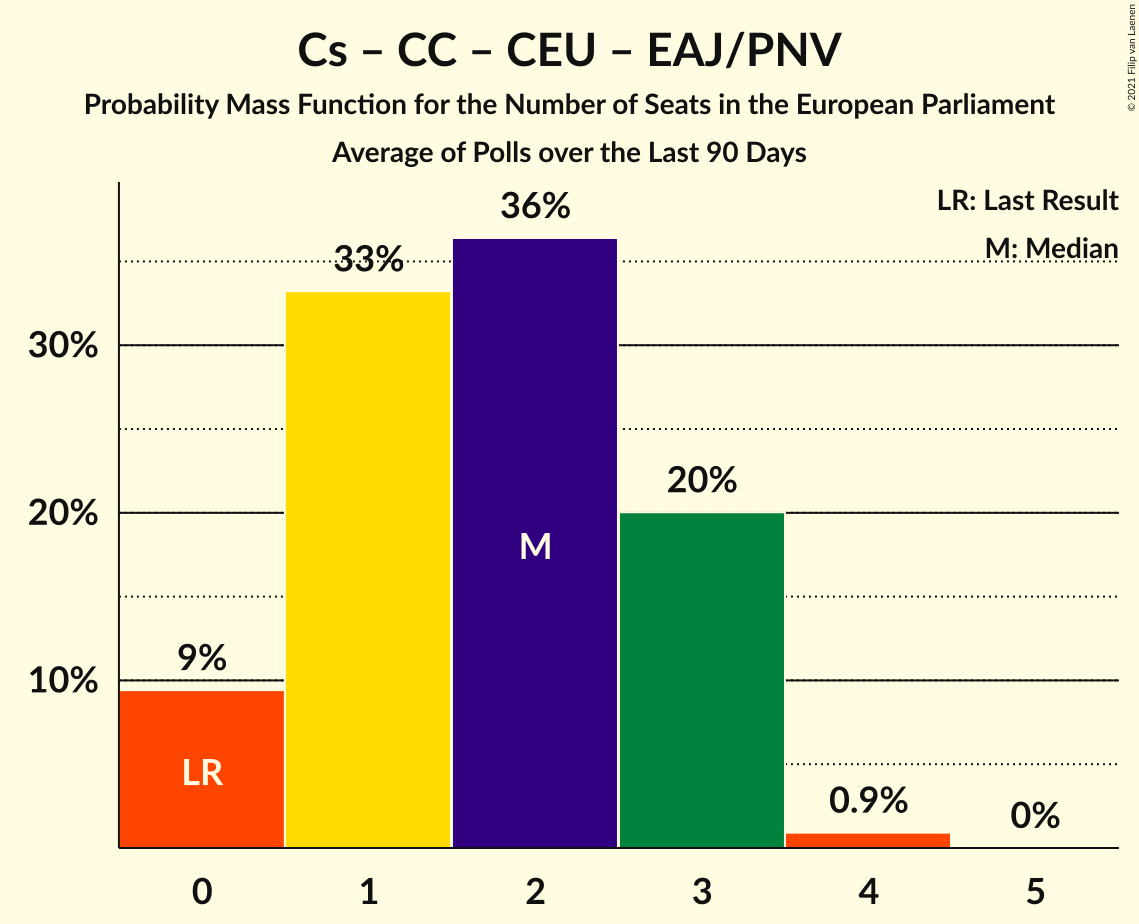 Cs – CC – CEU – EAJ/PNV
Probability Mass Function for the Number of Seats in the European Parliament
Average of Polls over the Last 90 Days
© 2021 Filip van Laenen
LR: Last Result
M: Median
36%
33%
30%
20%
20%
M
9%
10%
LR
0.9%
0%
0 1 2 3 4 5